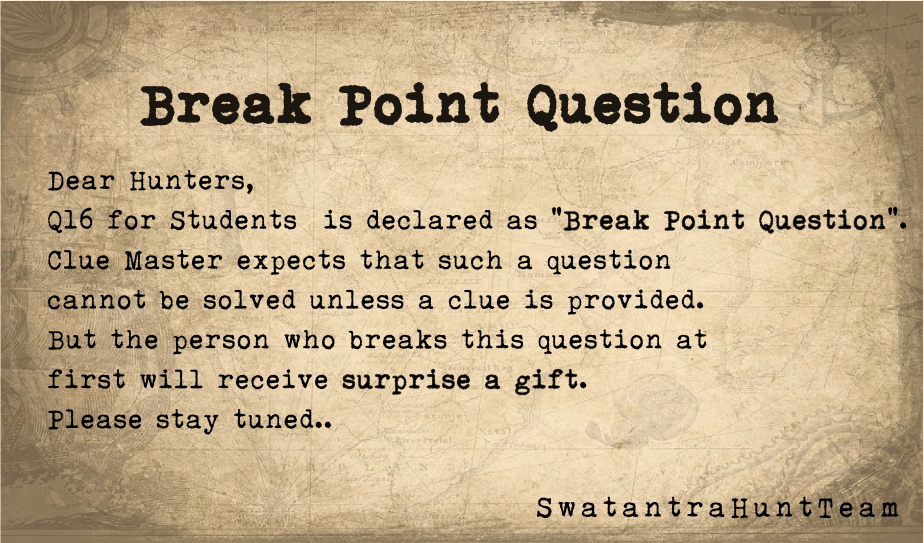 Break Point Question
Dear Hunters,
Q16 for Students is declared as "Break Point Question".
Clue Master expects that such a question
cannot be solved unless a clue is provided.
But the person who breaks this question at
first will receive surprise a gift.
Please stay tuned..
SwatantraHuntTeam